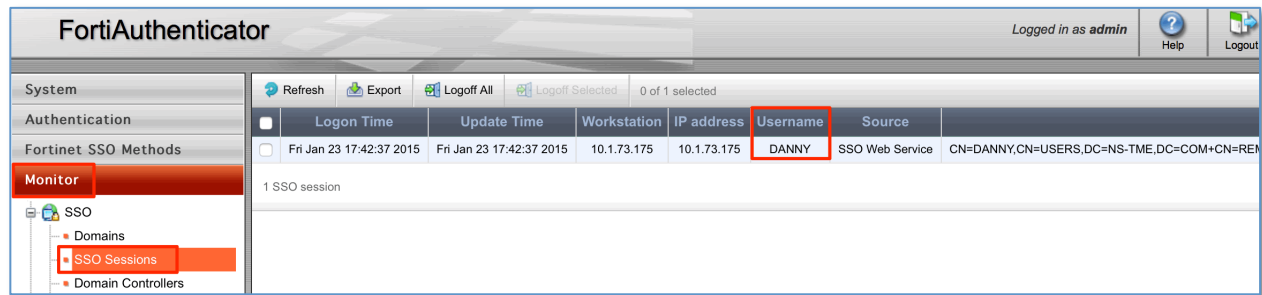 FortiAuthenticator
Logged in as admin
Help
Logout
System
Authentication
Fortinet SSO Methods
Monitor
SSO
Domains
SSO Sessions
Domain Controllers
Refresh Export Logoff All Logoff Selected 0 of 1 selected
Logon Time Update Time Workstation IP address Username Source
Fri Jan 23 17:42:37 2015 Fri Jan 23 17:42:37 2015 10.1.73.175 10.1.73.175 DANNY SSO Web Service CN=DANNY,CN=USERS,DC=NS-TME,DC=COM+CN=REM
1 SSO session